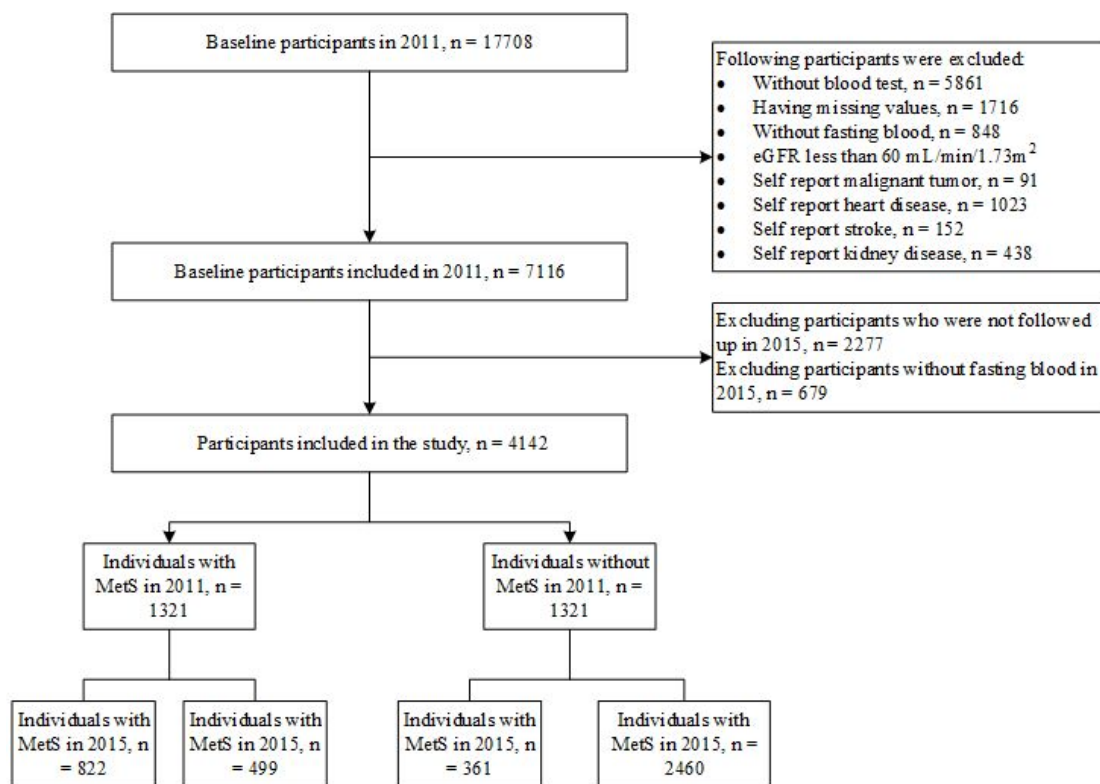 Baseline participants in 2011, n = 17708
Following participants were excluded:
• Without blood test, n = 5861
• Having missing values, n = 1716
• Without fasting blood, n = 848
• eGFR less than 60 mL/min/1.73m²
• Self report malignant tumor, n = 91
• Self report heart disease, n = 1023
• Self report stroke, n = 152
• Self report kidney disease, n = 438
Baseline participants included in 2011, n = 7116
Excluding participants who were not followed
up in 2015, n = 2277
Excluding participants without fasting blood in
2015, n = 679
Participants included in the study, n = 4142
Individuals with
MetS in 2011, n =
1321
Individuals without
MetS in 2011, n =
1321
Individuals with
MetS in 2015, n
= 822
Individuals with
MetS in 2015, n
= 499
Individuals with
MetS in 2015, n
= 361
Individuals with
MetS in 2015, n =
2460